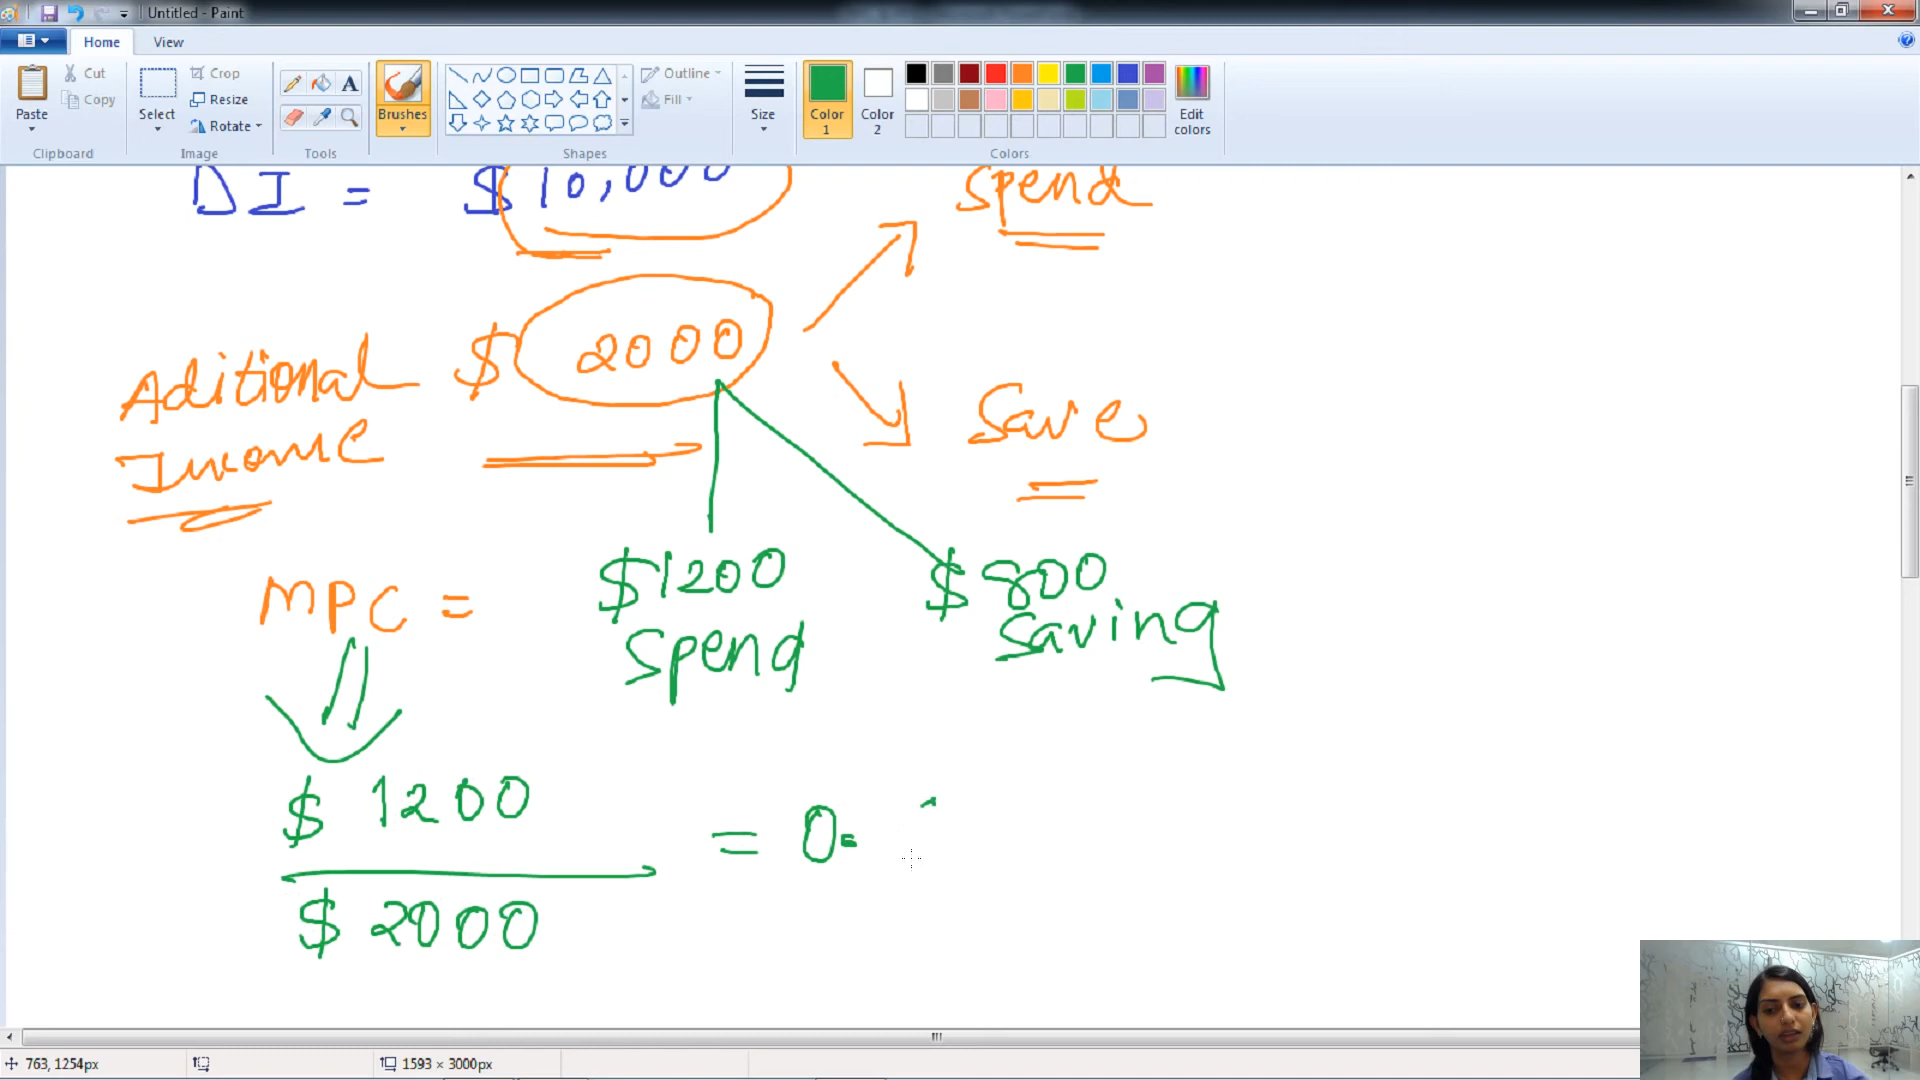 Untitled - Paint
Home View
Cut
Copy
Paste
Clipboard
Select
Crop
Resize
Rotate
Image
Tools
Brushes
Shapes
Outline
Fill
Size
Color 1
Color 2
Edit colors
Colors
DI = $10,000
Spend
$ 2000
Aditional
Income
Save
MPC =
$1200
Spend
$ 800
Saving
$ 1200
$ 2000
= 0.
763, 1254px
1593 × 3000px